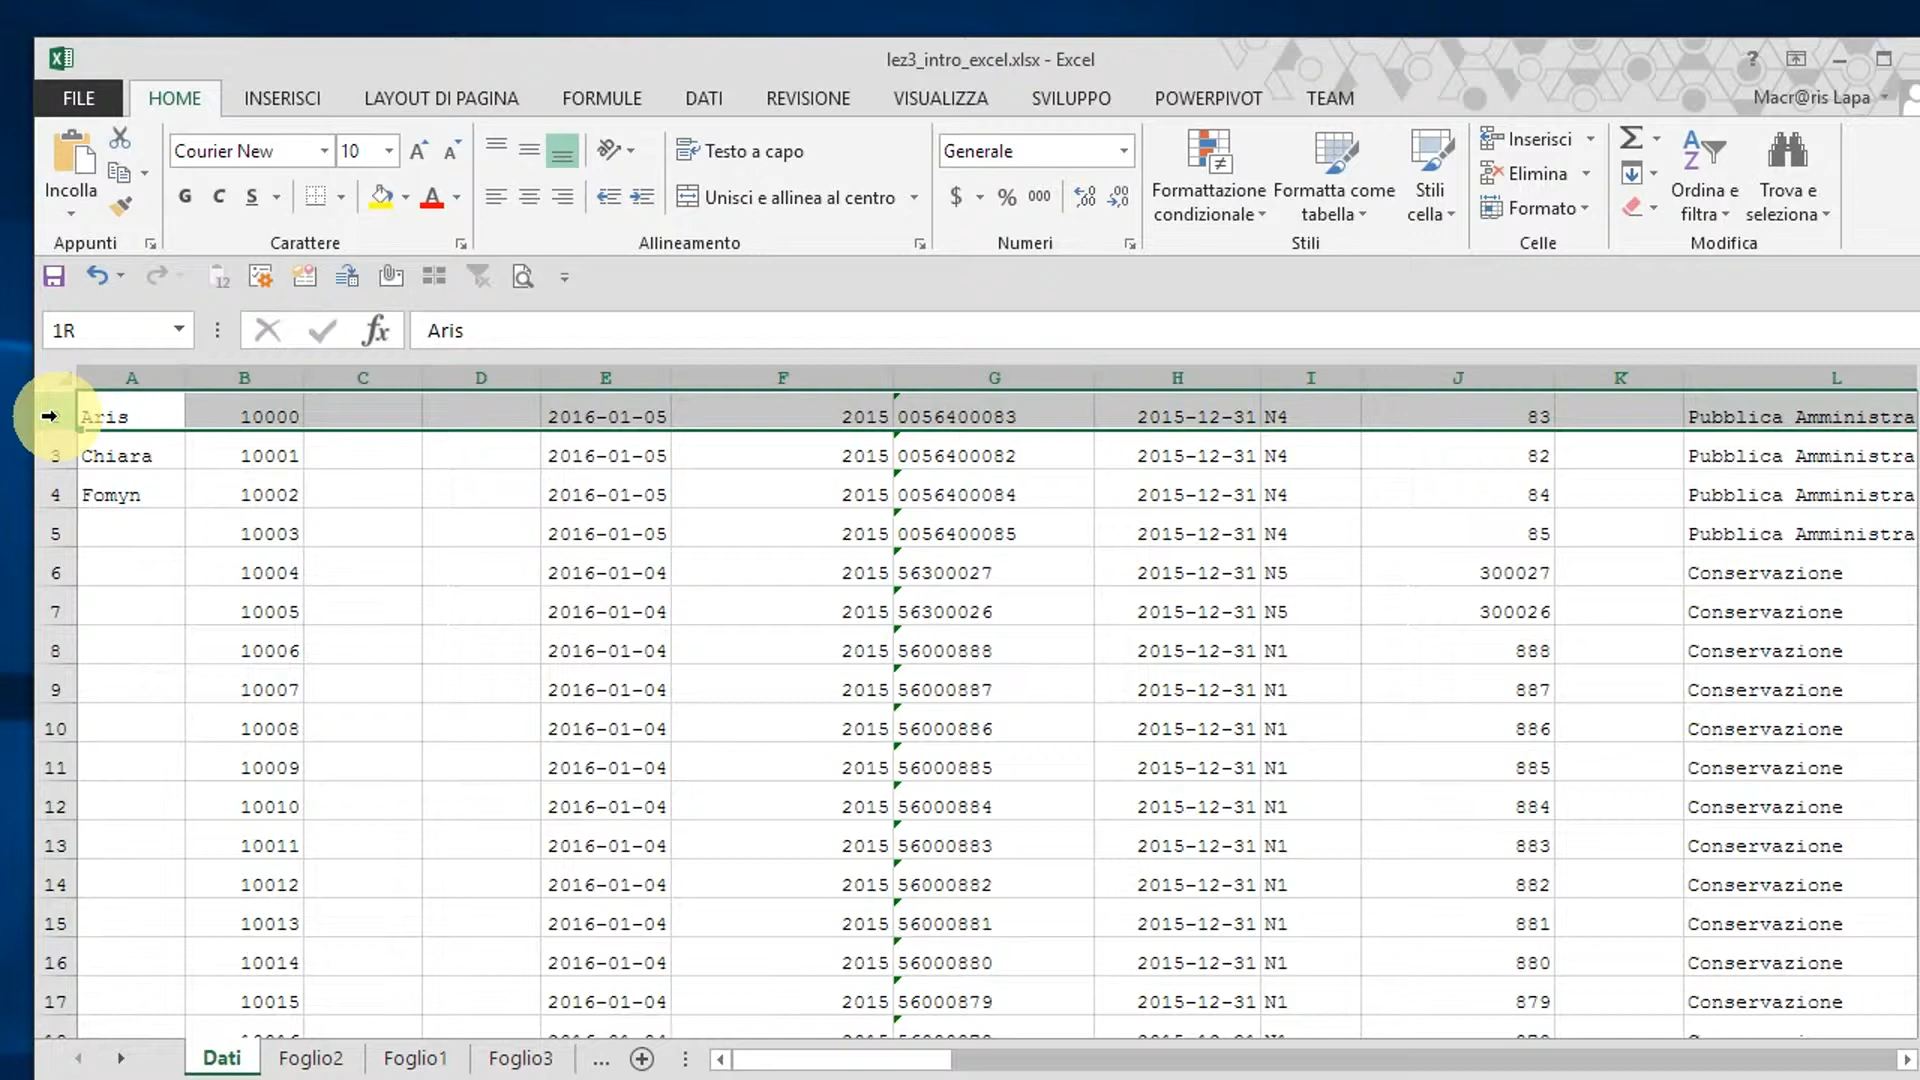 lez3_intro_excel.xlsx - Excel
?
FILE HOME INSERISCI LAYOUT DI PAGINA FORMULE DATI REVISIONE VISUALIZZA SVILUPPO POWERPIVOT TEAM Macr@ris Lapa
Incolla
Appunti
Courier New 10
G C S
Carattere
Testo a capo
Unisci e allinea al centro
Allineamento
Generale
$ % 000
Numeri
Formattazione condizionale
Formatta come tabella
Stili cella
Stili
Inserisci
Elimina
Formato
Celle
Ordina e filtra
Trova e seleziona
Modifica
1R fx Aris
A B C D E F G H I J K L
Aris 10000 2016-01-05 2015 0056400083 2015-12-31 N4 83 Pubblica Amministra
3 Chiara 10001 2016-01-05 2015 0056400082 2015-12-31 N4 82 Pubblica Amministra
4 Fomyn 10002 2016-01-05 2015 0056400084 2015-12-31 N4 84 Pubblica Amministra
5 10003 2016-01-05 2015 0056400085 2015-12-31 N4 85 Pubblica Amministra
6 10004 2016-01-04 2015 56300027 2015-12-31 N5 300027 Conservazione
7 10005 2016-01-04 2015 56300026 2015-12-31 N5 300026 Conservazione
8 10006 2016-01-04 2015 56000888 2015-12-31 N1 888 Conservazione
9 10007 2016-01-04 2015 56000887 2015-12-31 N1 887 Conservazione
10 10008 2016-01-04 2015 56000886 2015-12-31 N1 886 Conservazione
11 10009 2016-01-04 2015 56000885 2015-12-31 N1 885 Conservazione
12 10010 2016-01-04 2015 56000884 2015-12-31 N1 884 Conservazione
13 10011 2016-01-04 2015 56000883 2015-12-31 N1 883 Conservazione
14 10012 2016-01-04 2015 56000882 2015-12-31 N1 882 Conservazione
15 10013 2016-01-04 2015 56000881 2015-12-31 N1 881 Conservazione
16 10014 2016-01-04 2015 56000880 2015-12-31 N1 880 Conservazione
17 10015 2016-01-04 2015 56000879 2015-12-31 N1 879 Conservazione
Dati Foglio2 Foglio1 Foglio3 ...